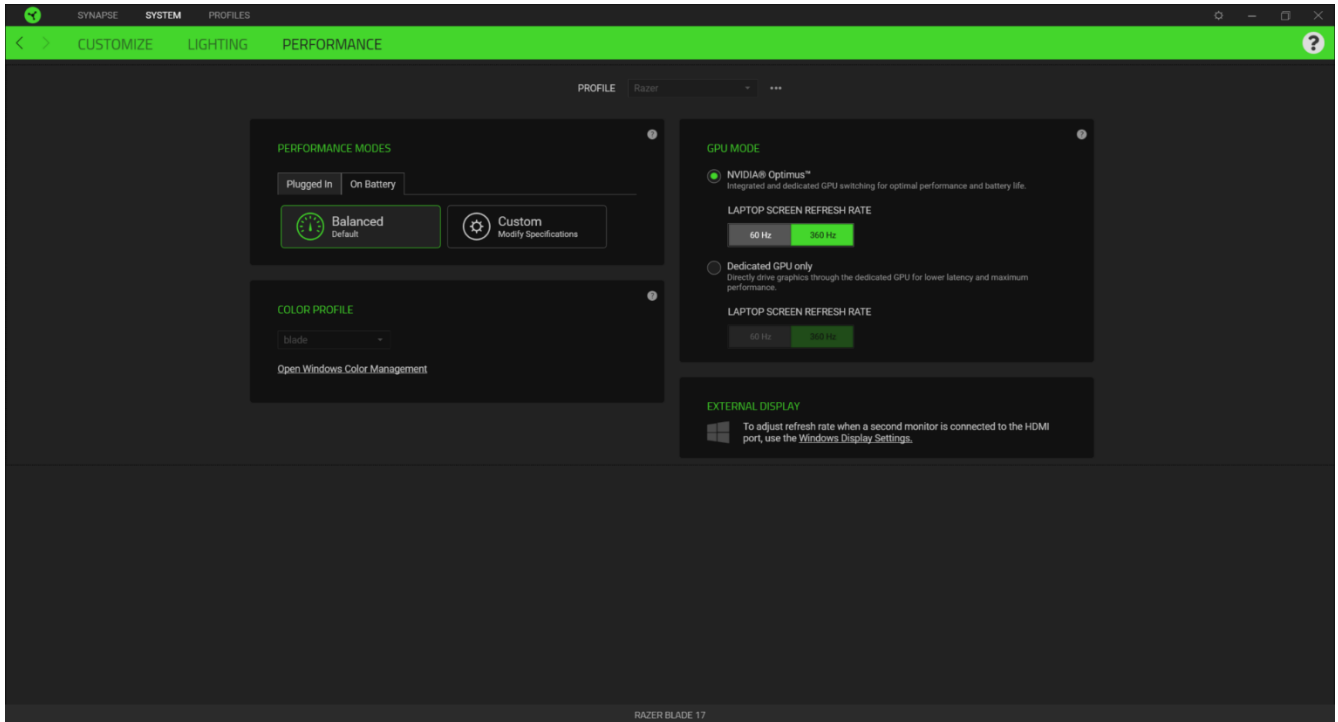 SYNAPSE SYSTEM PROFILES
CUSTOMIZE LIGHTING PERFORMANCE
?
PROFILE Razer
?
PERFORMANCE MODES
Plugged In On Battery
Balanced
Default
Custom
Modify Specifications
?
COLOR PROFILE
blade
Open Windows Color Management
?
GPU MODE
NVIDIA® Optimus™
Integrated and dedicated GPU switching for optimal performance and battery life.
LAPTOP SCREEN REFRESH RATE
60 Hz 360 Hz
Dedicated GPU only
Directly drive graphics through the dedicated GPU for lower latency and maximum
performance.
LAPTOP SCREEN REFRESH RATE
60 Hz 360 Hz
EXTERNAL DISPLAY
To adjust refresh rate when a second monitor is connected to the HDMI
port, use the Windows Display Settings.
RAZER BLADE 17